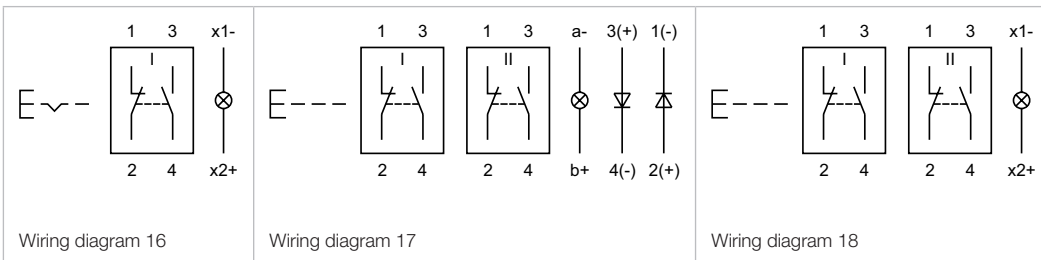 1 3 x1-
I
2 4 x2+
Wiring diagram 16
1 3 1 3 a- 3(+) 1(-)
I II
2 4 2 4 b+ 4(-) 2(+)
Wiring diagram 17
1 3 1 3 x1-
I II
2 4 2 4 x2+
Wiring diagram 18